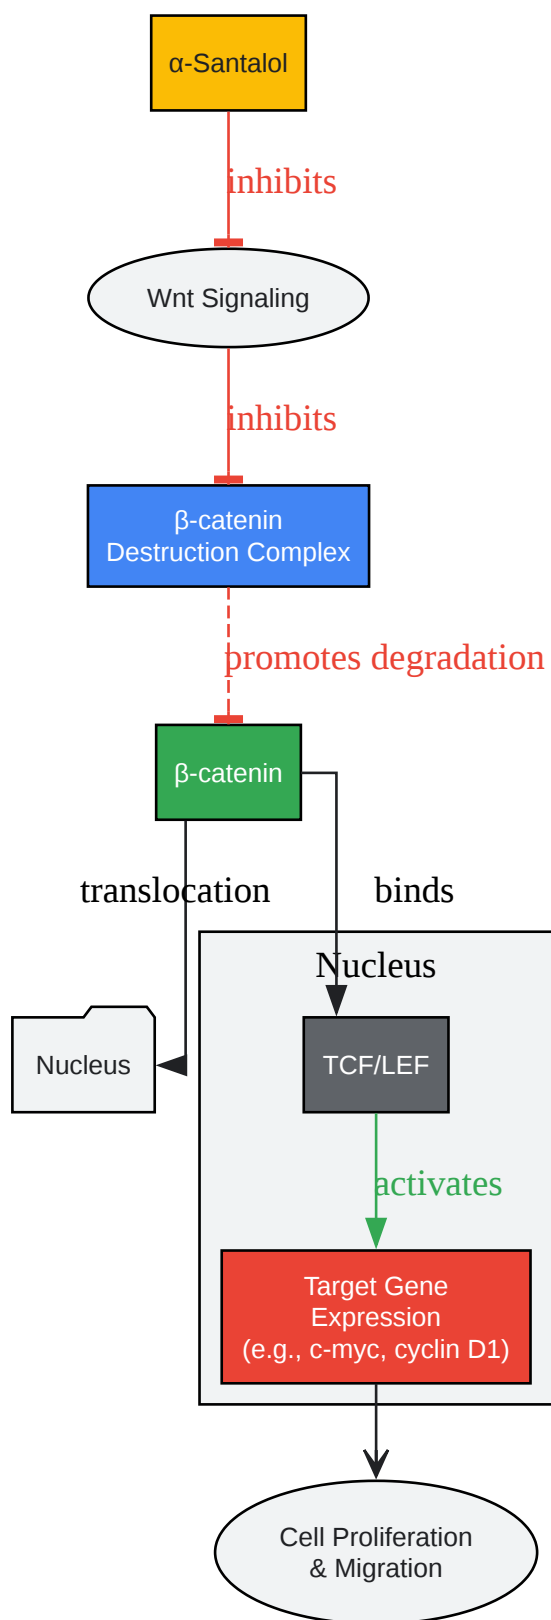 α-Santalol
inhibits
Wnt Signaling
inhibits
β-catenin
Destruction Complex
promotes degradation
β-catenin
translocation
binds
Nucleus
Nucleus
TCF/LEF
activates
Target Gene
Expression
(e.g., c-myc, cyclin D1)
Cell Proliferation
& Migration